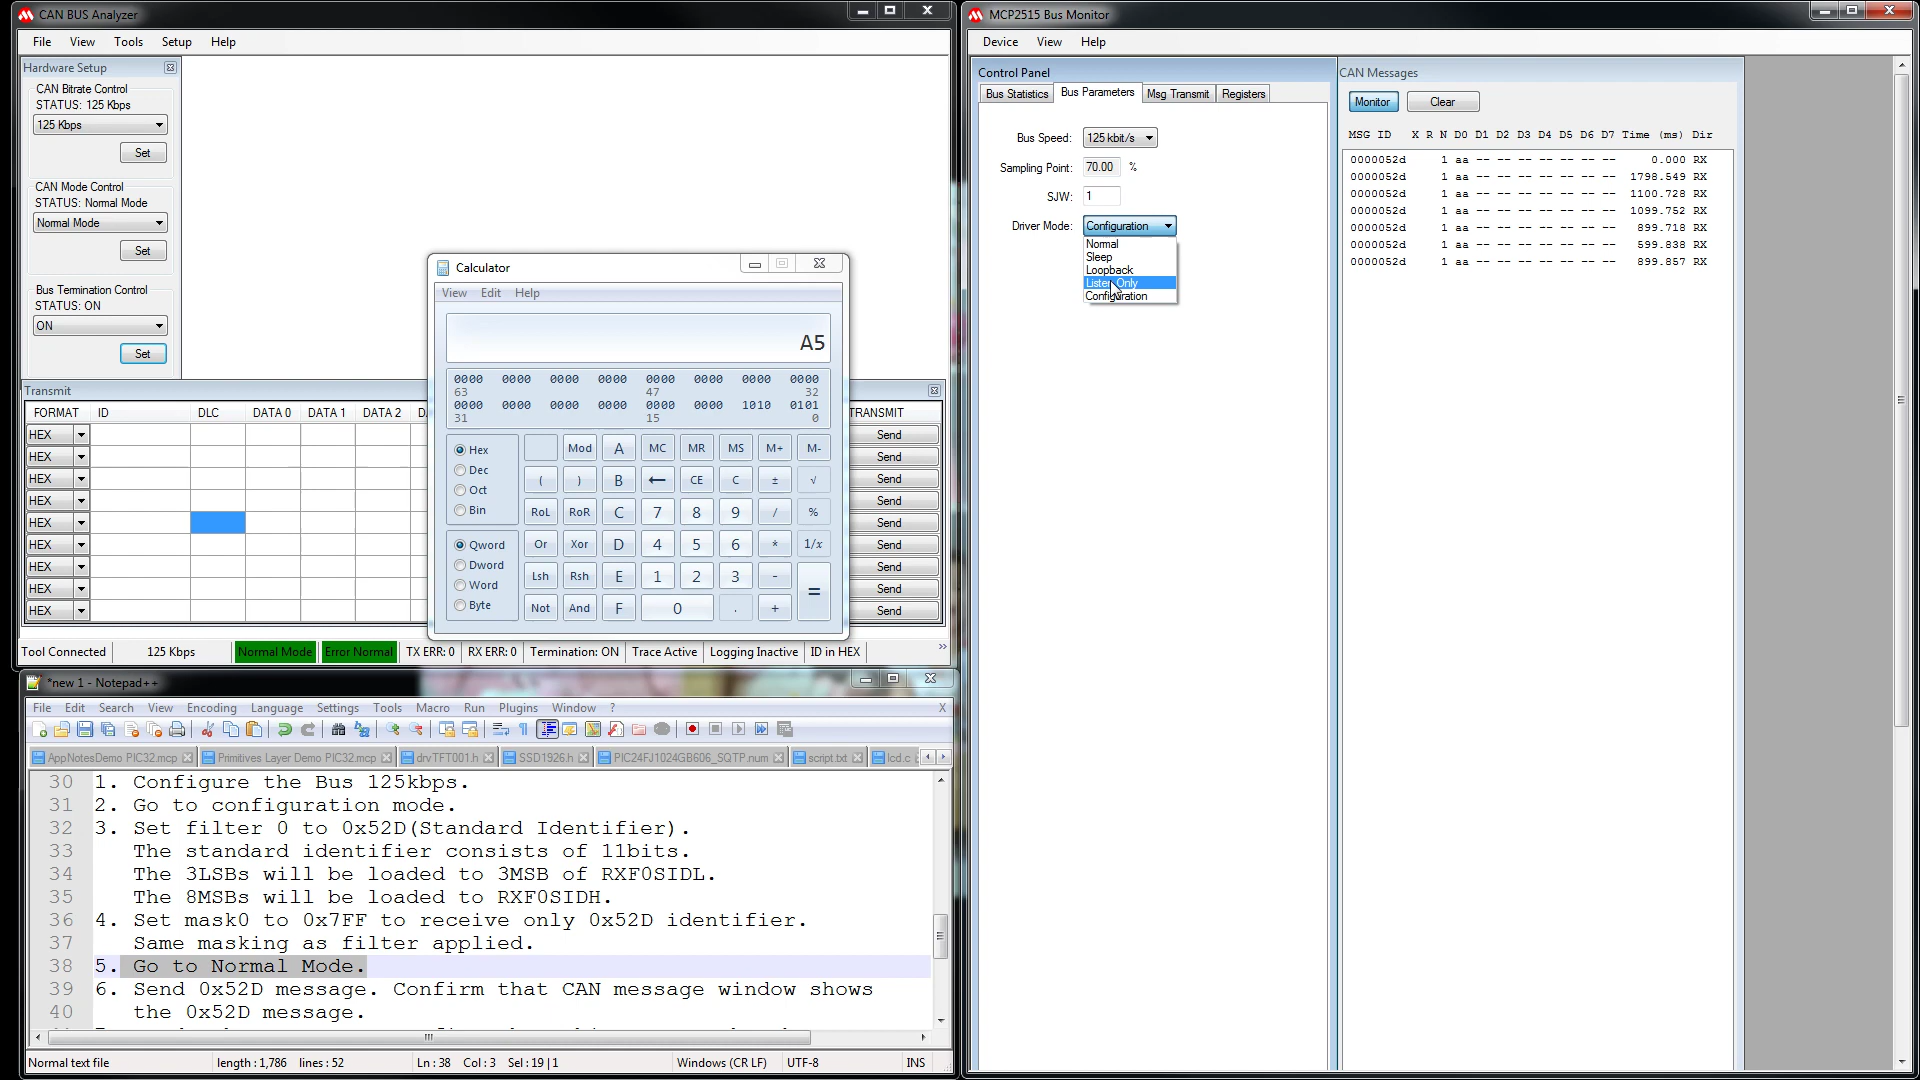 CAN BUS Analyzer
File View Tools Setup Help
Hardware Setup
CAN Bitrate Control
STATUS: 125 Kbps
125 Kbps
Set
CAN Mode Control
STATUS: Normal Mode
Normal Mode
Set
Bus Termination Control
STATUS: ON
ON
Set
Transmit
FORMAT ID DLC DATA 0 DATA 1 DATA 2 TRANSMIT
HEX Send
HEX Send
HEX Send
HEX Send
HEX Send
HEX Send
HEX Send
HEX Send
HEX Send
Tool Connected 125 Kbps Normal Mode Error Normal TX ERR: 0 RX ERR: 0 Termination: ON Trace Active Logging Inactive ID in HEX
Calculator
View Edit Help
A5
0000 0000 0000 0000 0000 0000 0000 0000
63 47 32
0000 0000 0000 0000 0000 0000 1010 0101
31 15 0
Hex Mod A MC MR MS M+ M-
Dec ( ) B ← CE C ± √
Oct
Bin RoL RoR C 7 8 9 / %
Qword Or Xor D 4 5 6 * 1/x
Dword
Word Lsh Rsh E 1 2 3 - =
Byte Not And F 0 . +
*new 1 - Notepad++
File Edit Search View Encoding Language Settings Tools Macro Run Plugins Window ? X
AppNotesDemo PIC32.mcp Primitives Layer Demo PIC32.mcp drvTFT001.h SSD1926.h PIC24FJ1024GB606_SQTP.num script.txt lcd.c
30 1. Configure the Bus 125kbps.
31 2. Go to configuration mode.
32 3. Set filter 0 to 0x52D(Standard Identifier).
33 The standard identifier consists of 11bits.
34 The 3LSBs will be loaded to 3MSB of RXF0SIDL.
35 The 8MSBs will be loaded to RXF0SIDH.
36 4. Set mask0 to 0x7FF to receive only 0x52D identifier.
37 Same masking as filter applied.
38 5. Go to Normal Mode.
39 6. Send 0x52D message. Confirm that CAN message window shows
40 the 0x52D message.
Normal text file length : 1,786 lines : 52 Ln : 38 Col : 3 Sel : 19 | 1 Windows (CR LF) UTF-8 INS
MCP2515 Bus Monitor
Device View Help
Control Panel
Bus Statistics Bus Parameters Msg Transmit Registers
Bus Speed: 125 kbit/s
Sampling Point: 70.00 %
SJW: 1
Driver Mode: Configuration
Normal
Sleep
Loopback
Listen Only
Configuration
CAN Messages
Monitor Clear
MSG ID X R N D0 D1 D2 D3 D4 D5 D6 D7 Time (ms) Dir
0000052d 1 aa -- -- -- -- -- -- -- 0.000 RX
0000052d 1 aa -- -- -- -- -- -- -- 1798.549 RX
0000052d 1 aa -- -- -- -- -- -- -- 1100.728 RX
0000052d 1 aa -- -- -- -- -- -- -- 1099.752 RX
0000052d 1 aa -- -- -- -- -- -- -- 899.718 RX
0000052d 1 aa -- -- -- -- -- -- -- 599.838 RX
0000052d 1 aa -- -- -- -- -- -- -- 899.857 RX